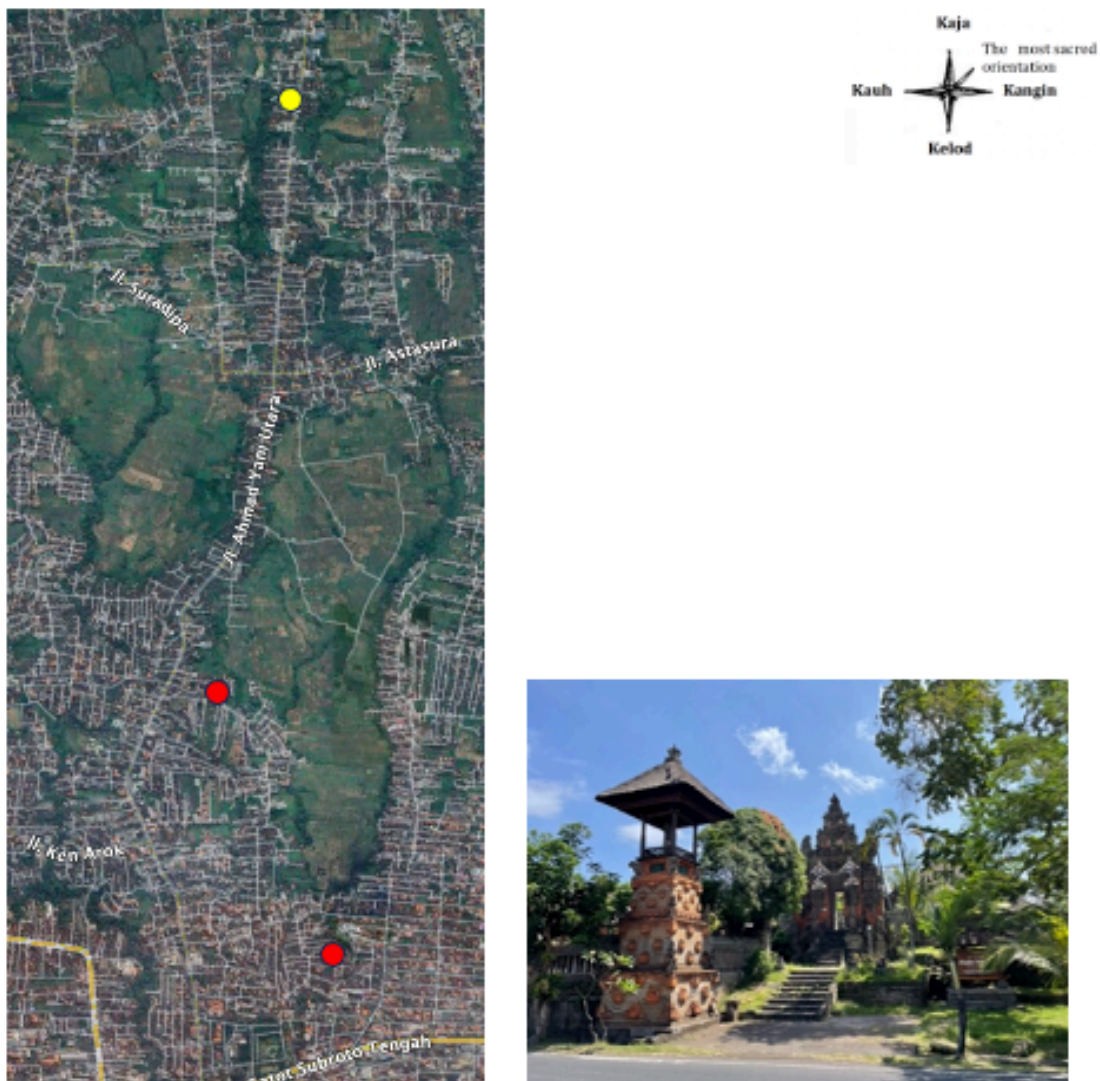 Kaja
The most sacred
orientation
Kauh
Kangin
Kelod
Jl. Suradipa
Jl. Astasura
Jl. Ahmad Yani Utara
Jl. Ken Arok
Subroto Tengah